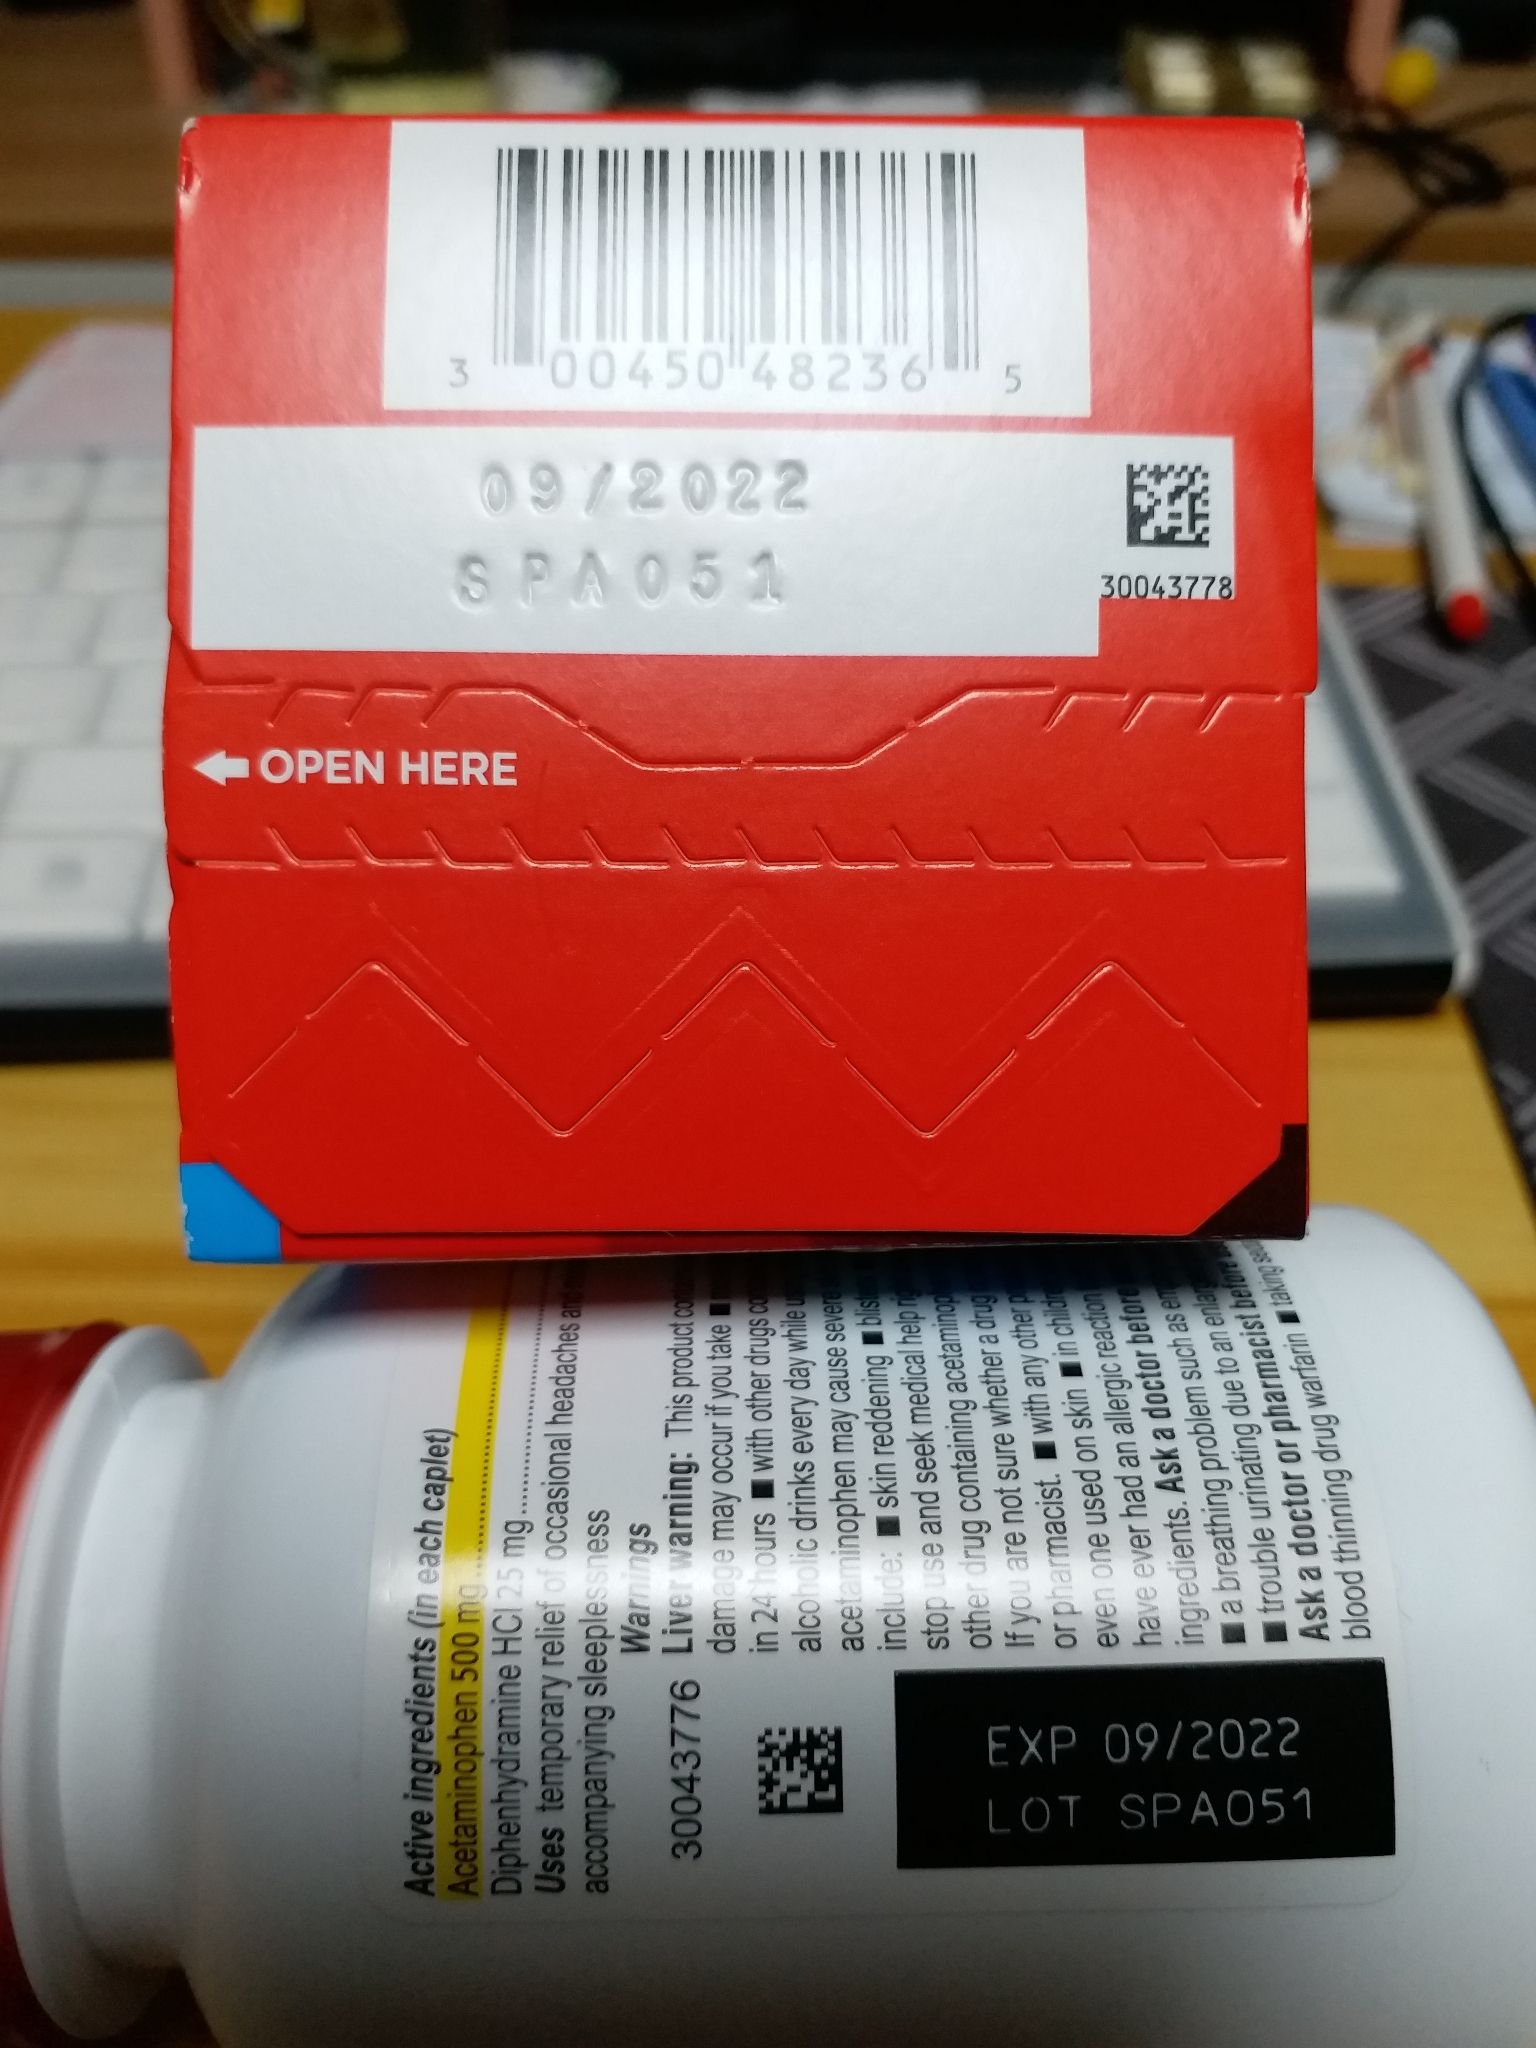 3 00450 48236 5
09/2022
SPA051
30043778
OPEN HERE
Active ingredients (in each caplet)
Acetaminophen 500 mg
Diphenhydramine HCl 25 mg
Uses temporary relief of occasional headaches and
accompanying sleeplessness
Warnings
Liver warning: This product
damage may occur if you take ■
in 24 hours ■ with other drugs
alcoholic drinks every day while
acetaminophen may cause severe
include: ■ skin reddening ■
stop use and seek medical help
other drug containing acetaminophen
If you are not sure whether a drug
or pharmacist. ■ with any other
even one used on skin ■ in
have ever had an allergic reaction
ingredients. Ask a doctor before
■ a breathing problem such as
■ trouble urinating due to an
Ask a doctor or pharmacist before
blood thinning drug warfarin ■ taking
30043776
EXP 09/2022
LOT SPA051